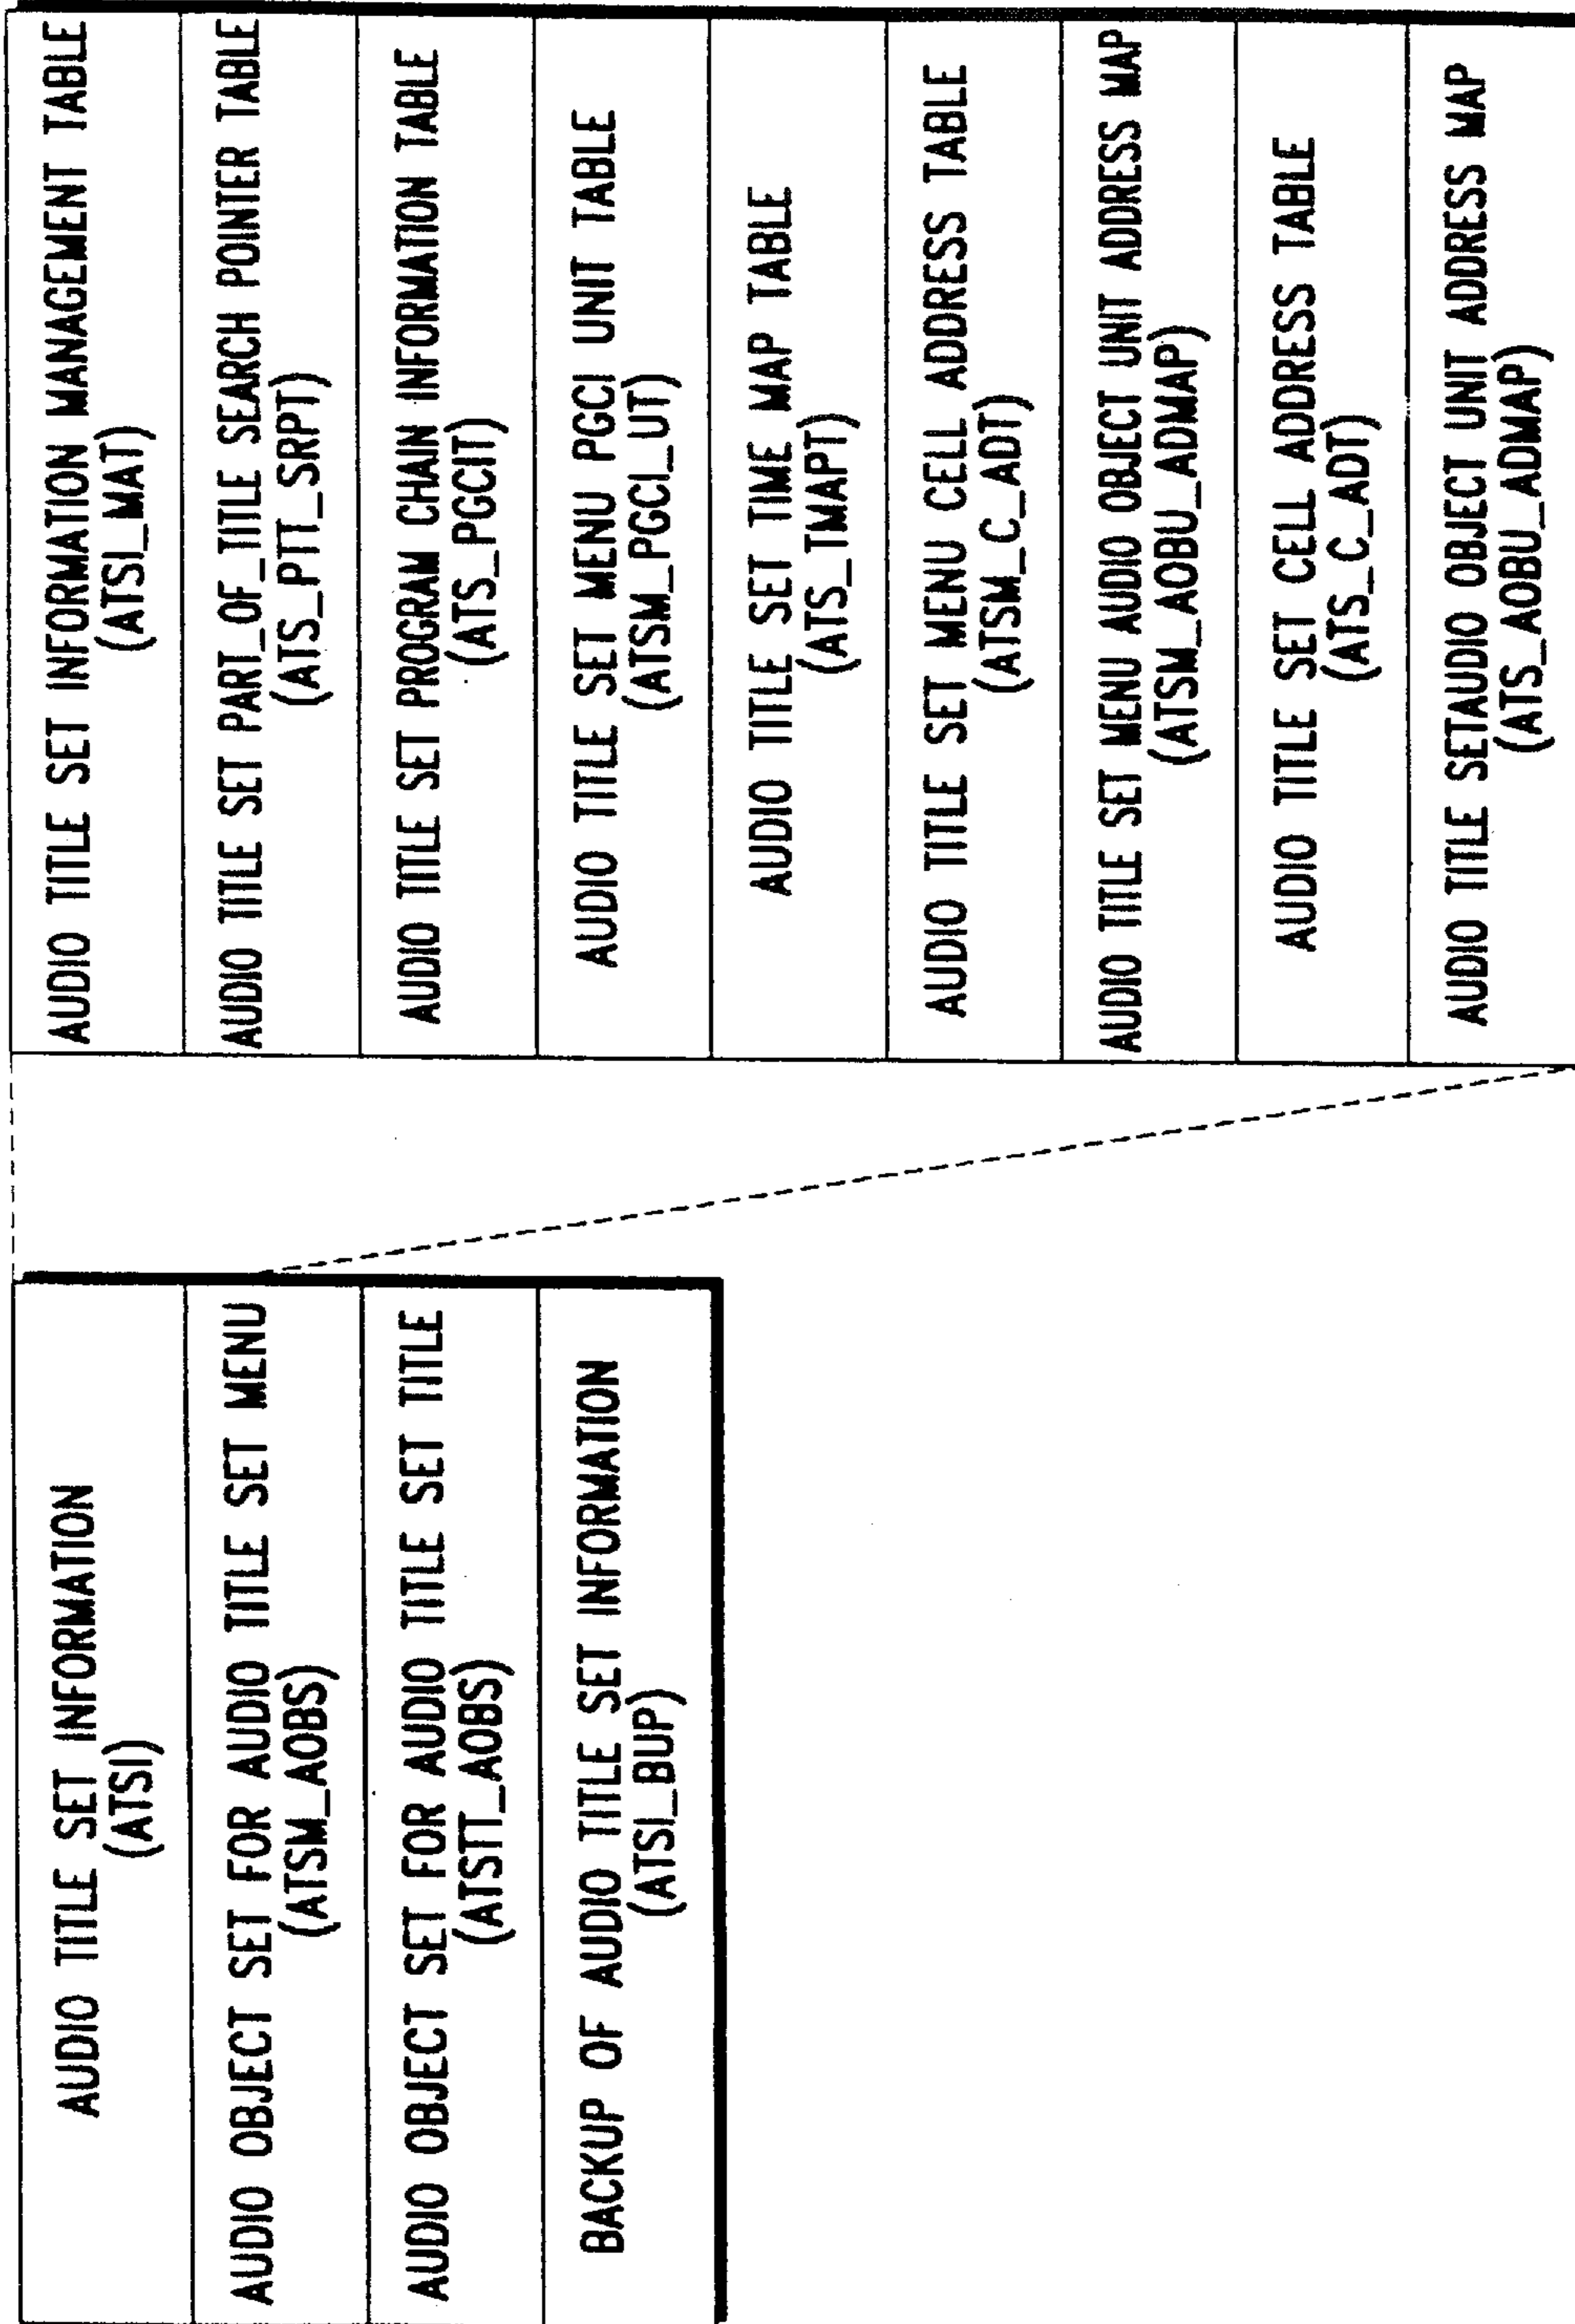 AUDIO TITLE SET INFORMATION
(ATSI)
AUDIO OBJECT SET FOR AUDIO TITLE SET MENU
(ATSM_AOBS)
AUDIO OBJECT SET FOR AUDIO TITLE SET TITLE
(ATSTT_AOBS)
BACKUP OF AUDIO TITLE SET INFORMATION
(ATSI_BUP)
AUDIO TITLE SET INFORMATION MANAGEMENT TABLE
(ATSI_MAT)
AUDIO TITLE SET PART_OF_TITLE SEARCH POINTER TABLE
(ATS_PTT_SRPT)
AUDIO TITLE SET PROGRAM CHAIN INFORMATION TABLE
(ATS_PGCIT)
AUDIO TITLE SET MENU PGCI UNIT TABLE
(ATSM_PGCI_UT)
AUDIO TITLE SET TIME MAP TABLE
(ATS_TMAPT)
AUDIO TITLE SET MENU CELL ADDRESS TABLE
(ATSM_C_ADT)
AUDIO TITLE SET MENU AUDIO OBJECT UNIT ADDRESS MAP
(ATSM_AOBU_ADMAP)
AUDIO TITLE SET CELL ADDRESS TABLE
(ATS_C_ADT)
AUDIO TITLE SETAUDIO OBJECT UNIT ADDRESS MAP
(ATS_AOBU_ADMAP)